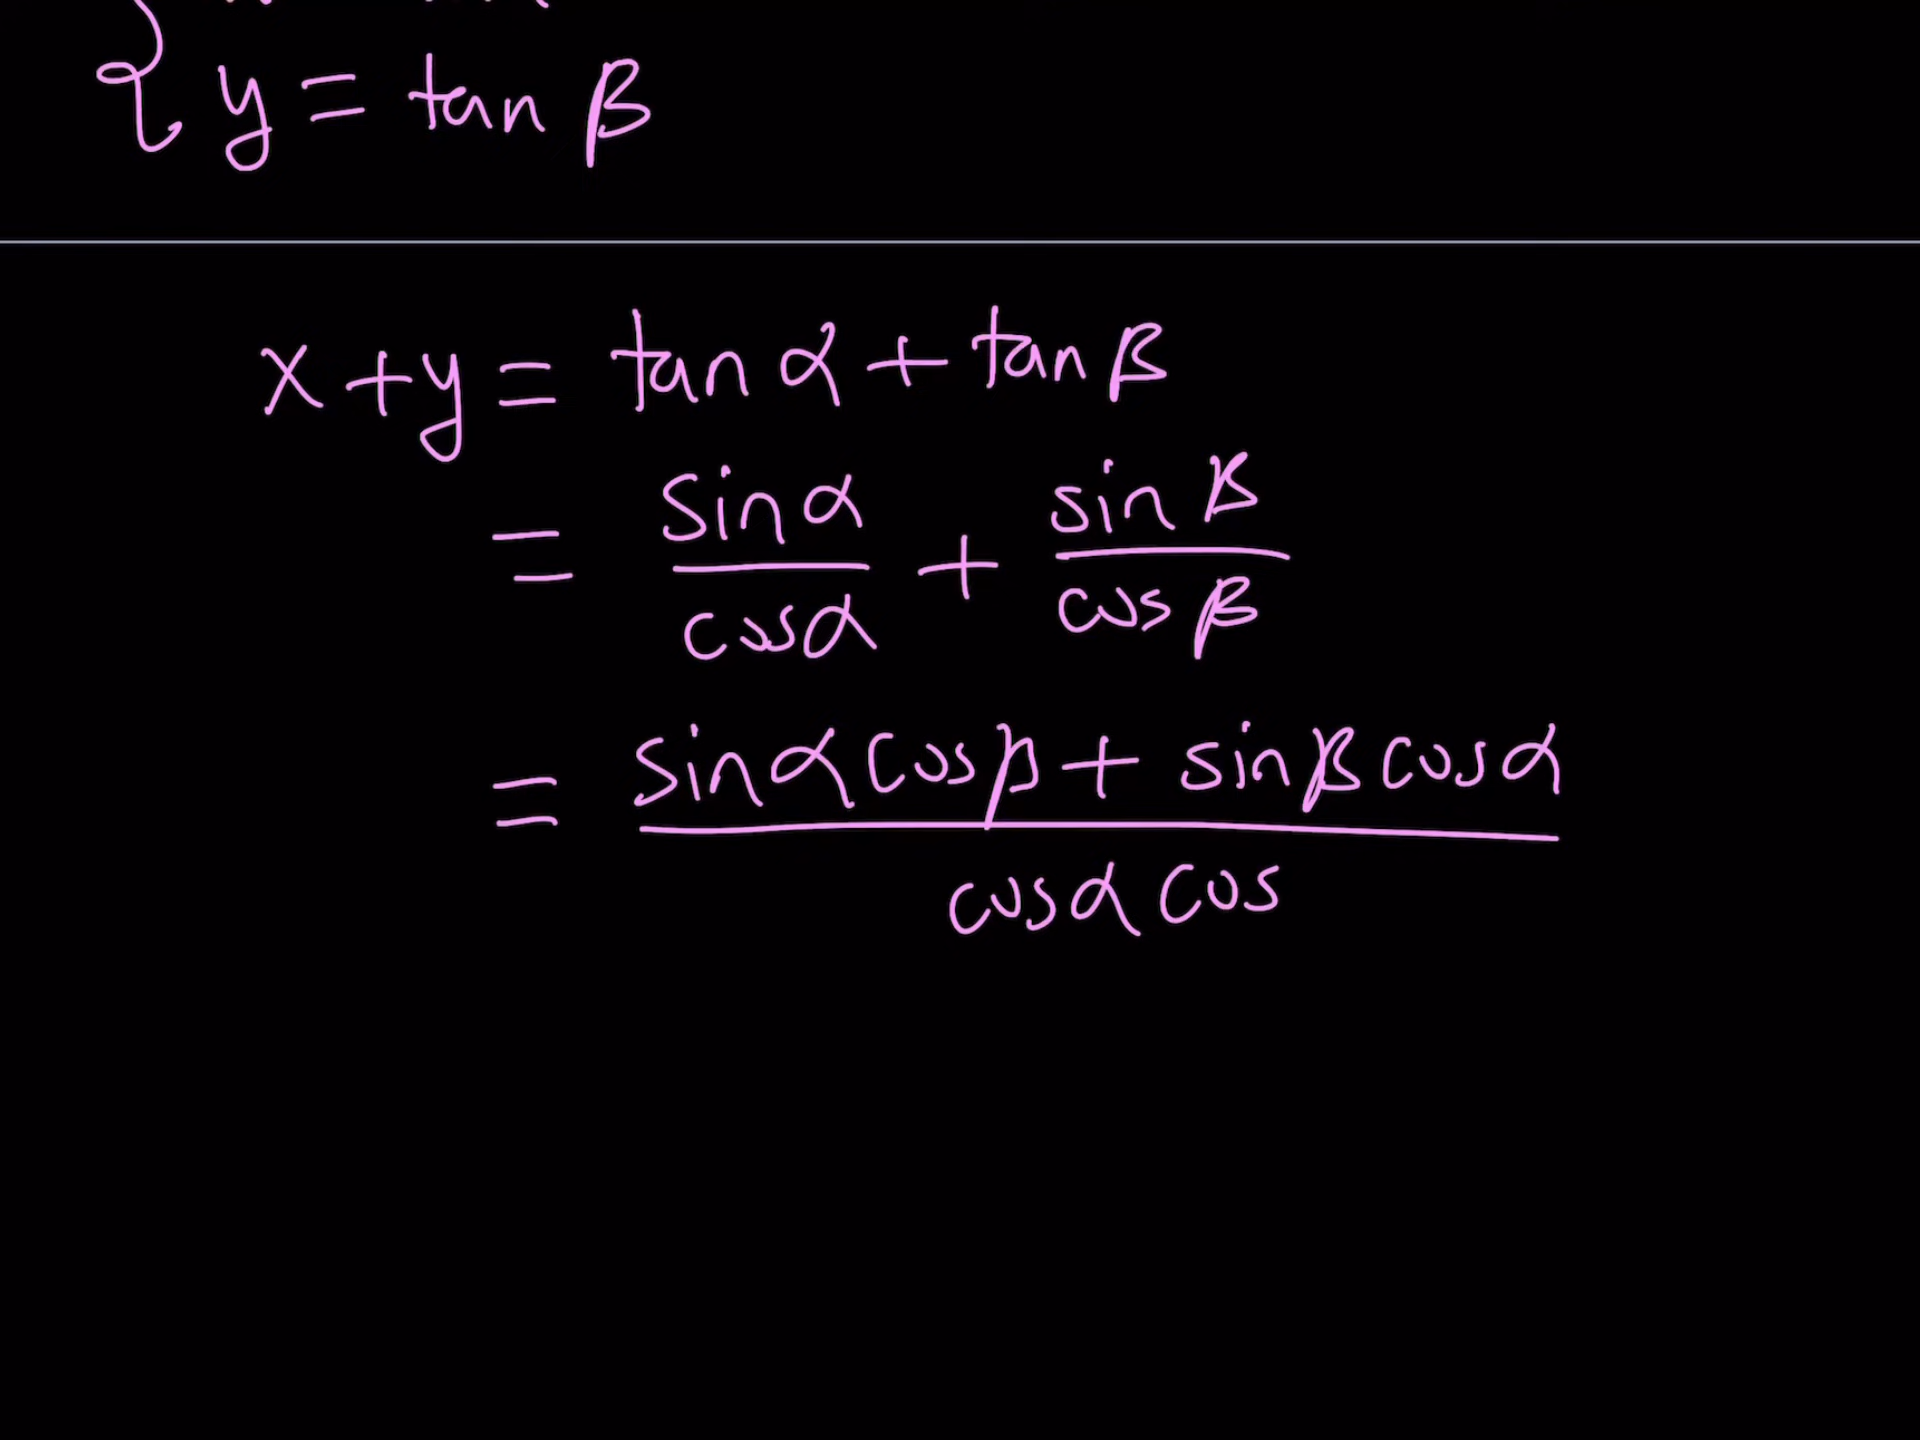 y = tan β
x + y = tan α + tan β
= sin α / cos α + sin β / cos β
= sin α cos β + sin β cos α / cos α cos